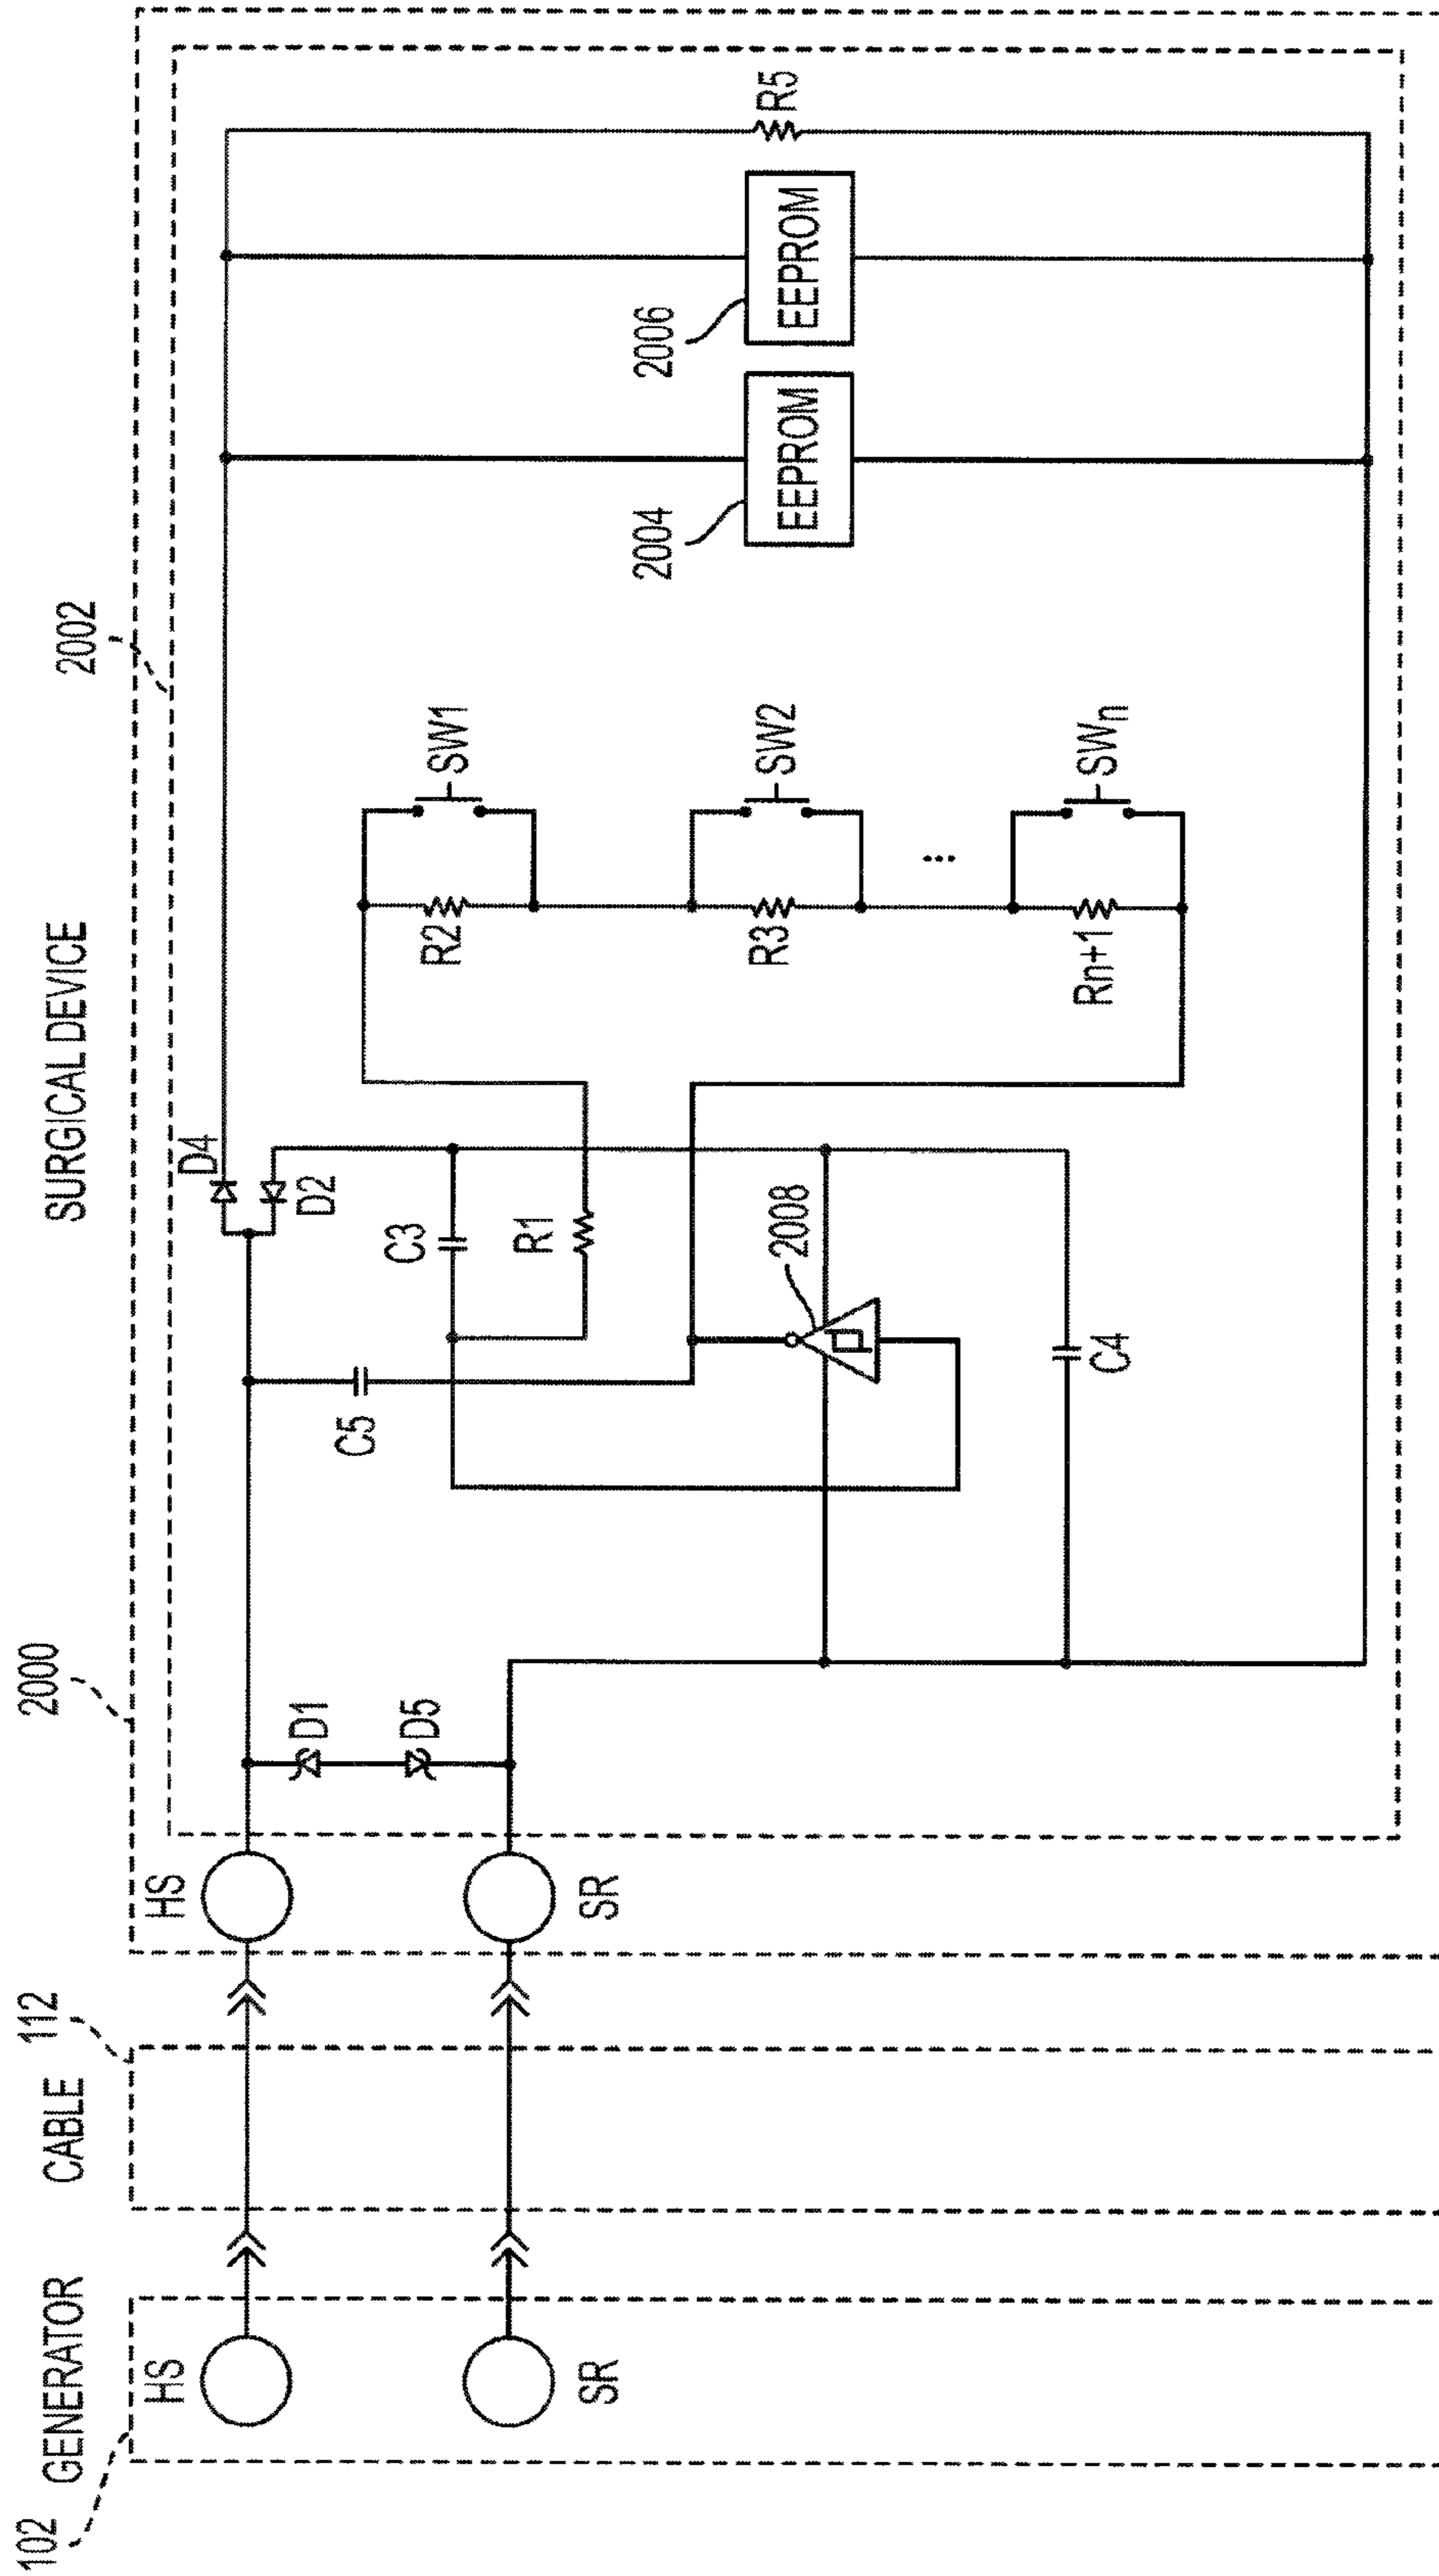 102
GENERATOR
CABLE
112
2000
SURGICAL DEVICE
2002
HS
HS
D1
D5
SR
SR
C5
C3
R1
D4
D2
2008
C4
R2
SW1
R3
SW2
...
Rn+1
SWn
2004
EEPROM
2006
EEPROM
R5